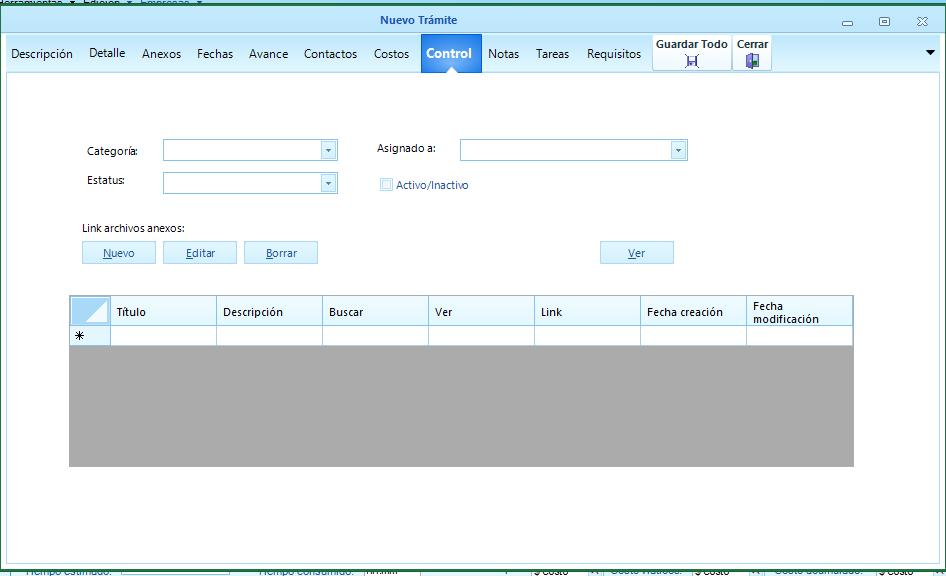 Herramientas Edición Empresas
Nuevo Trámite
Descripción Detalle Anexos Fechas Avance Contactos Costos Control Notas Tareas Requisitos Guardar Todo Cerrar
Categoría: Asignado a:
Estatus: Activo/Inactivo
Link archivos anexos:
Nuevo Editar Borrar Ver
Título Descripción Buscar Ver Link Fecha creación Fecha
modificación
Tiempo estimado: Tiempo consumido: $ costo Costo viáticos: $ costo Costo acumulado: $ costo